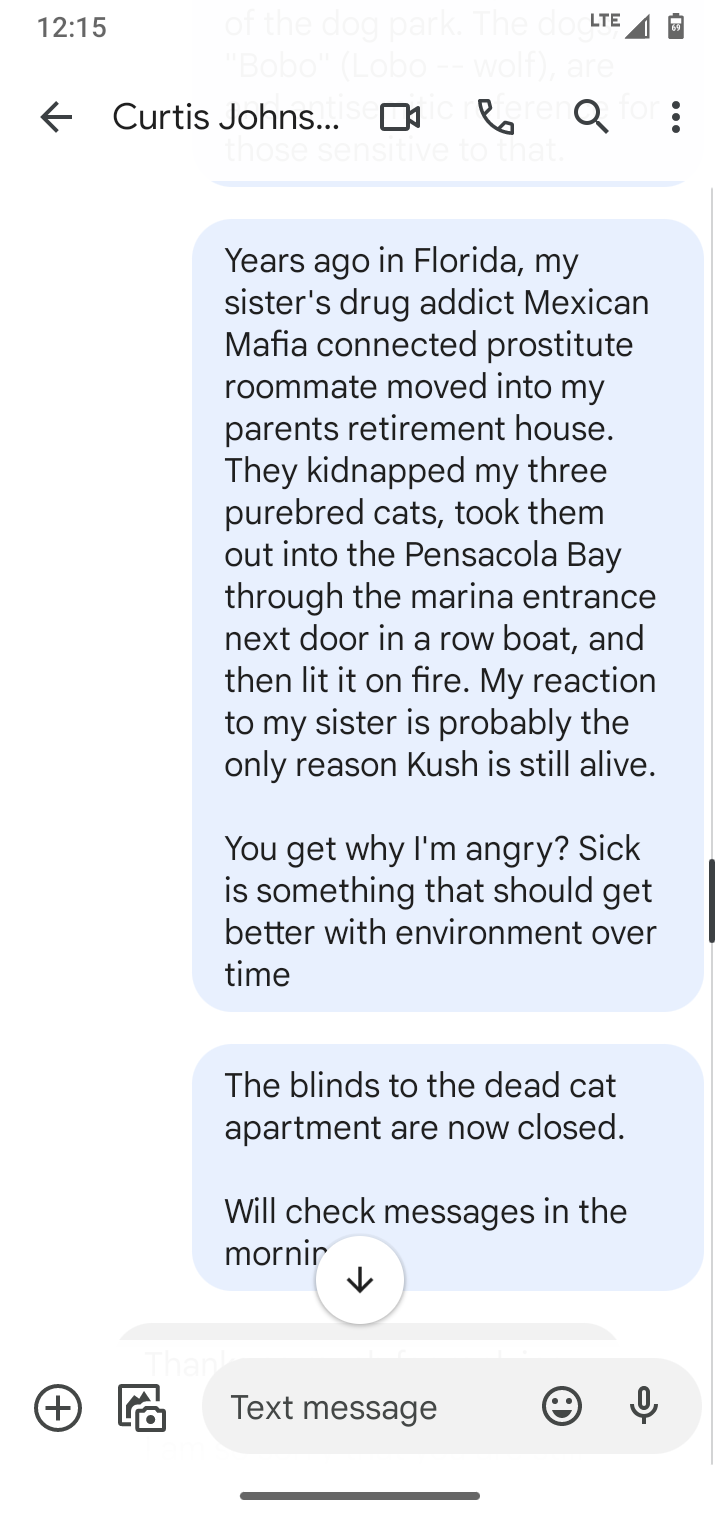 12:15
LTE
69
of the dog park. The dogs,
"Bobo" (Lobo -- wolf), are
Curtis Johns...
and antisemitic reference for
those sensitive to that.
Years ago in Florida, my
sister's drug addict Mexican
Mafia connected prostitute
roommate moved into my
parents retirement house.
They kidnapped my three
purebred cats, took them
out into the Pensacola Bay
through the marina entrance
next door in a row boat, and
then lit it on fire. My reaction
to my sister is probably the
only reason Kush is still alive.
You get why I'm angry? Sick
is something that should get
better with environment over
time
The blinds to the dead cat
apartment are now closed.
Will check messages in the
mornin
Text message